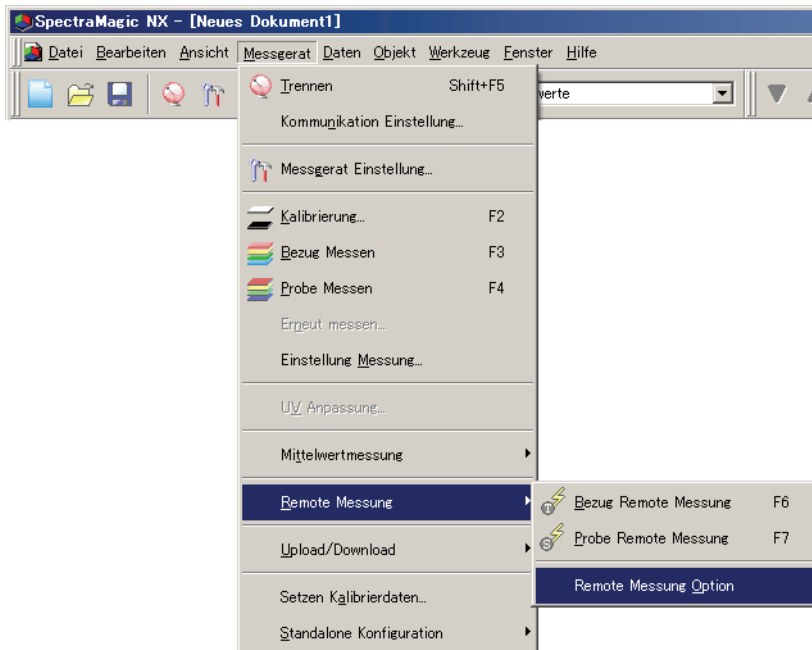 SpectraMagic NX - [Neues Dokument1]
Datei Bearbeiten Ansicht Messgerat Daten Objekt Werkzeug Fenster Hilfe
Trennen Shift+F5
Kommunikation Einstellung...
Messgerat Einstellung...
Kalibrierung... F2
Bezug Messen F3
Probe Messen F4
Erneut messen...
Einstellung Messung...
UV Anpassung...
Mittelwertmessung
Remote Messung
Bezug Remote Messung F6
Probe Remote Messung F7
Remote Messung Option
Upload/Download
Setzen Kalibrierdaten...
Standalone Konfiguration